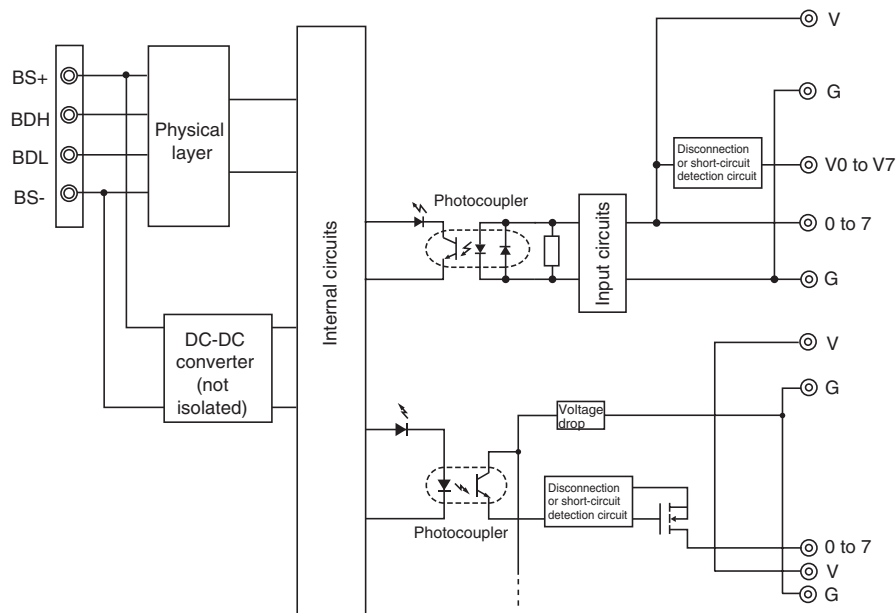 BS+
BDH
BDL
BS-
Physical
layer
DC-DC
converter
(not
isolated)
Internal circuits
Photocoupler
Input circuits
Disconnection
or short-circuit
detection circuit
V
G
V0 to V7
0 to 7
G
V
G
Voltage
drop
Photocoupler
Disconnection
or short-circuit
detection circuit
0 to 7
V
G